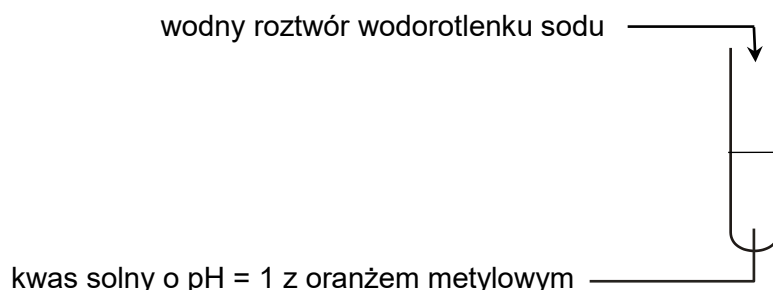 wodny roztwór wodorotlenku sodu
kwas solny o pH = 1 z oranżem metylowym